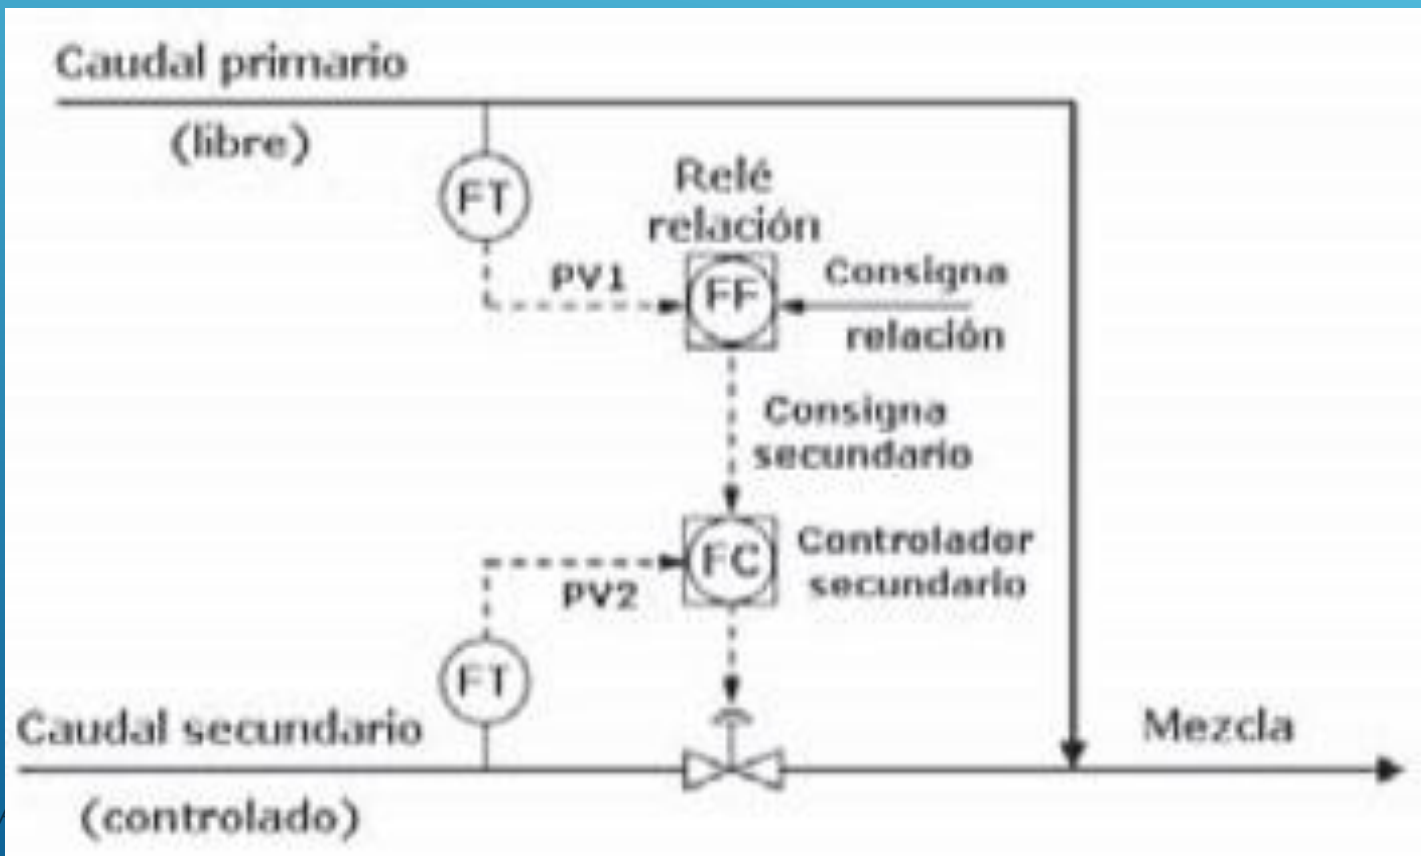 Caudal primario
(libre)
FT
Relé
relación
PV1
FF
Consigna
relación
Consigna
secundario
FC
Controlador
secundario
PV2
FT
Caudal secundario
(controlado)
Mezcla